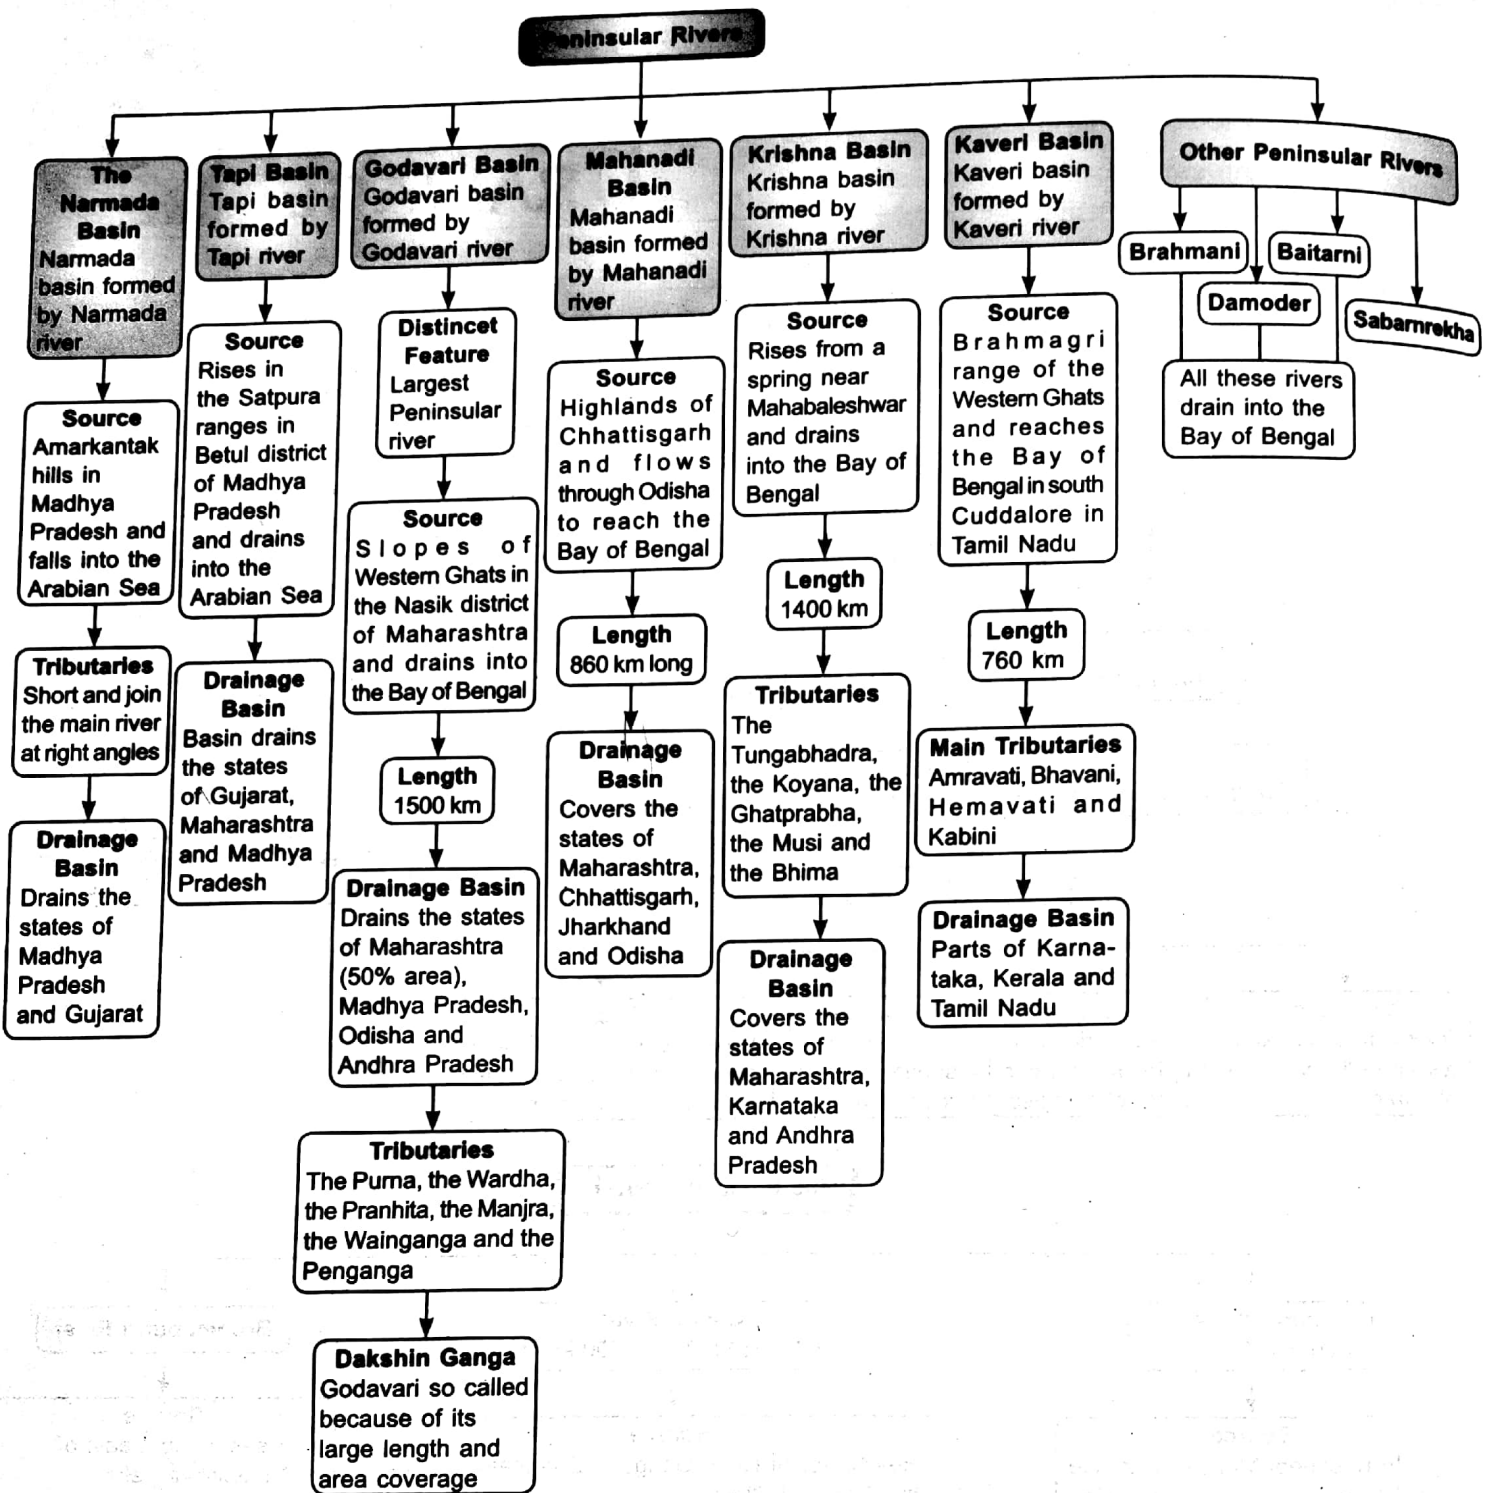 Peninsular Rivers
The
Narmada
Basin
Narmada
basin formed
by Narmada
river
Source
Amarkantak
hills in
Madhya
Pradesh and
falls into the
Arabian Sea
Tributaries
Short and join
the main river
at right angles
Drainage
Basin
Drains the
states of
Madhya
Pradesh
and Gujarat
Tapi Basin
Tapi basin
formed by
Tapi river
Source
Rises in
the Satpura
ranges in
Betul district
of Madhya
Pradesh
and drains
into the
Arabian Sea
Drainage
Basin
Basin drains
the states
of Gujarat,
Maharashtra
and Madhya
Pradesh
Godavari Basin
Godavari basin
formed by
Godavari river
Distincet
Feature
Largest
Peninsular
river
Source
Slopes of
Western Ghats in
the Nasik district
of Maharashtra
and drains into
the Bay of Bengal
Length
1500 km
Drainage Basin
Drains the states
of Maharashtra
(50% area),
Madhya Pradesh,
Odisha and
Andhra Pradesh
Tributaries
The Purna, the Wardha,
the Pranhita, the Manjra,
the Wainganga and the
Penganga
Dakshin Ganga
Godavari so called
because of its
large length and
area coverage
Mahanadi
Basin
Mahanadi
basin formed
by Mahanadi
river
Source
Highlands of
Chhattisgarh
and flows
through Odisha
to reach the
Bay of Bengal
Length
860 km long
Drainage
Basin
Covers the
states of
Maharashtra,
Chhattisgarh,
Jharkhand
and Odisha
Krishna Basin
Krishna basin
formed by
Krishna river
Source
Rises from a
spring near
Mahabaleshwar
and drains
into the Bay of
Bengal
Length
1400 km
Tributaries
The
Tungabhadra,
the Koyana, the
Ghatprabha,
the Musi and
the Bhima
Drainage
Basin
Covers the
states of
Maharashtra,
Karnataka
and Andhra
Pradesh
Kaveri Basin
Kaveri basin
formed by
Kaveri river
Source
Brahmagri
range of the
Western Ghats
and reaches
the Bay of
Bengal in south
Cuddalore in
Tamil Nadu
Length
760 km
Main Tributaries
Amravati, Bhavani,
Hemavati and
Kabini
Drainage Basin
Parts of Karna-
taka, Kerala and
Tamil Nadu
Other Peninsular Rivers
Brahmani
Baitarni
Damoder
Sabarnrekha
All these rivers
drain into the
Bay of Bengal